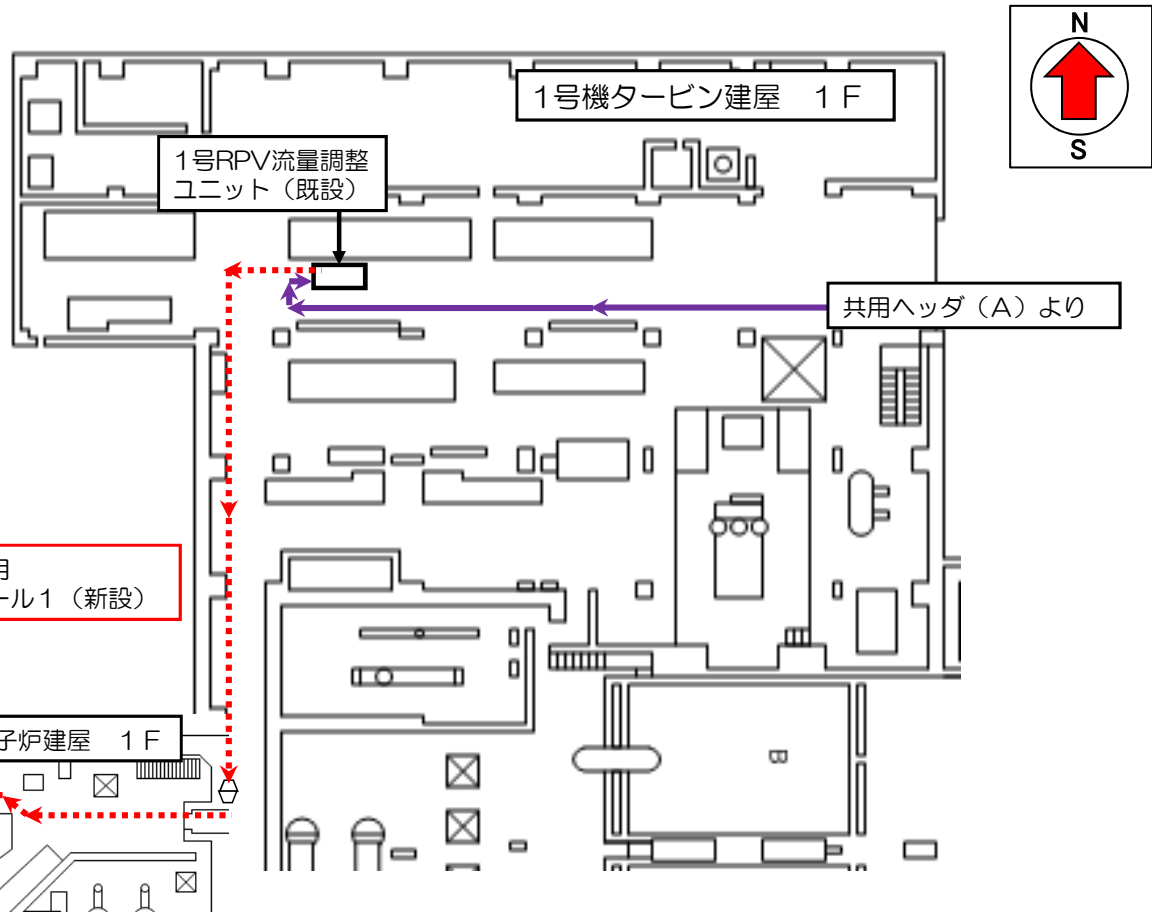 N
S
1号機タービン建屋　1F
1号RPV流量調整
ユニット（既設）
共用ヘッダ（A）より
用
ール1（新設）
子炉建屋　1F
B